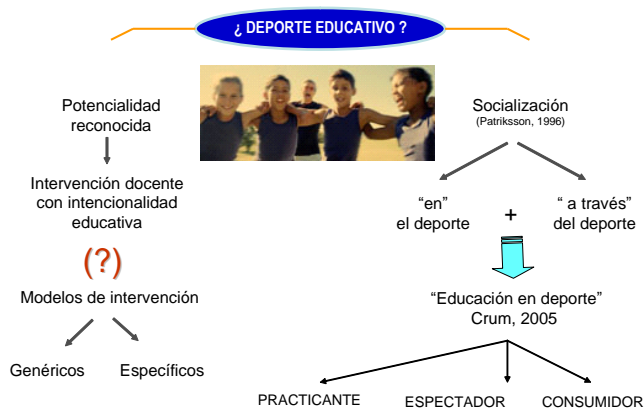 ¿ DEPORTE EDUCATIVO ?
Potencialidad
reconocida
Intervención docente
con intencionalidad
educativa
(?)
Modelos de intervención
Genéricos
Específicos
Socialización
(Patriksson, 1996)
“en”
el deporte
+
“ a través”
del deporte
“Educación en deporte”
Crum, 2005
PRACTICANTE
ESPECTADOR
CONSUMIDOR